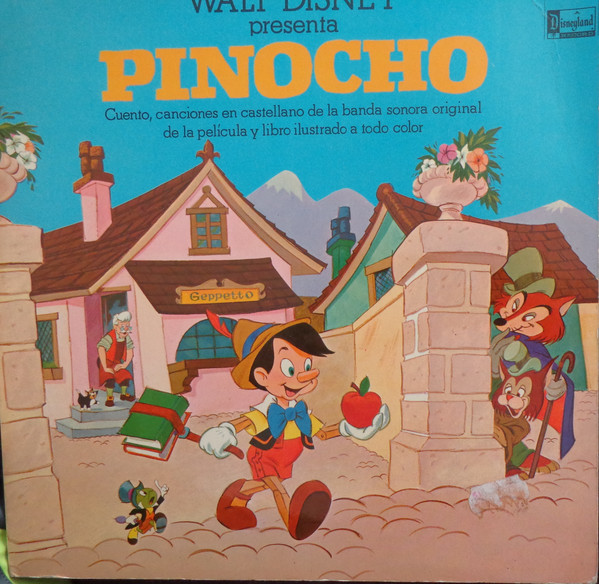 WALT DISNEY
presenta
PINOCHO
Cuento, canciones en castellano de la banda sonora original
de la película y libro ilustrado a todo color
Disneyland
Geppetto